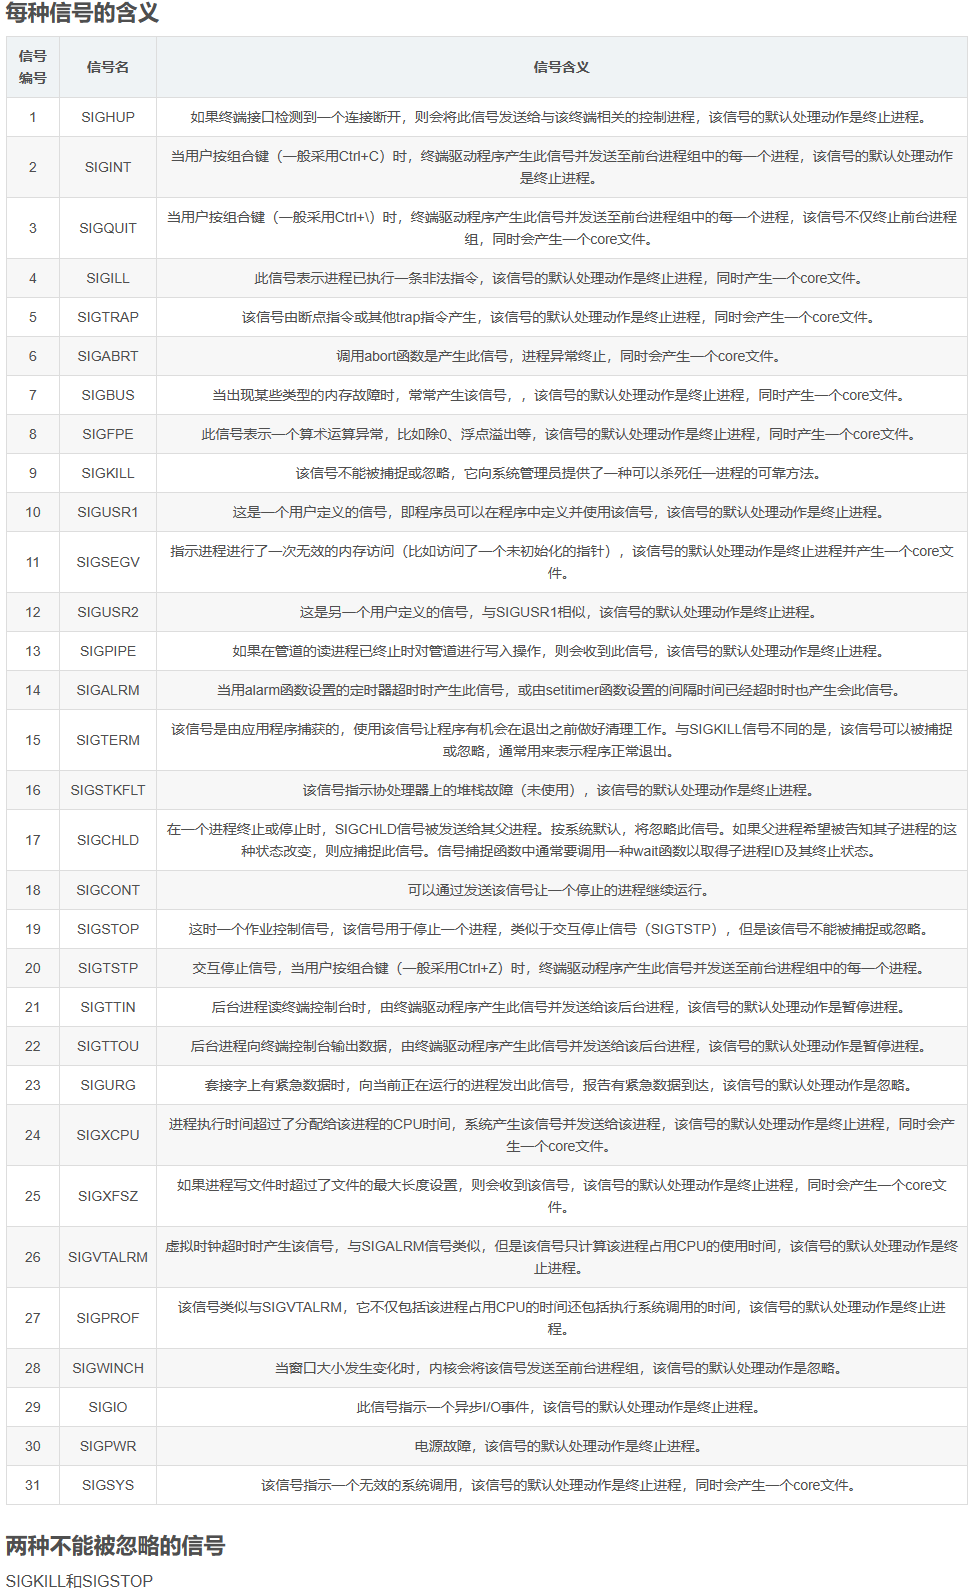 每种信号的含义
信号
编号
信号名
信号含义
1
SIGHUP
如果终端接口检测到一个连接断开，则会将此信号发送给与该终端相关的控制进程，该信号的默认处理动作是终止进程。
2
SIGINT
当用户按组合键（一般采用Ctrl+C）时，终端驱动程序产生此信号并发送至前台进程组中的每一个进程，该信号的默认处理动作
是终止进程。
3
SIGQUIT
当用户按组合键（一般采用Ctrl+\）时，终端驱动程序产生此信号并发送至前台进程组中的每一个进程，该信号不仅终止前台进程
组，同时会产生一个core文件。
4
SIGILL
此信号表示进程已执行一条非法指令，该信号的默认处理动作是终止进程，同时产生一个core文件。
5
SIGTRAP
该信号由断点指令或其他trap指令产生，该信号的默认处理动作是终止进程，同时会产生一个core文件。
6
SIGABRT
调用abort函数是产生此信号，进程异常终止，同时会产生一个core文件。
7
SIGBUS
当出现某些类型的内存故障时，常常产生该信号，，该信号的默认处理动作是终止进程，同时产生一个core文件。
8
SIGFPE
此信号表示一个算术运算异常，比如除0、浮点溢出等，该信号的默认处理动作是终止进程，同时产生一个core文件。
9
SIGKILL
该信号不能被捕捉或忽略，它向系统管理员提供了一种可以杀死任一进程的可靠方法。
10
SIGUSR1
这是一个用户定义的信号，即程序员可以在程序中定义并使用该信号，该信号的默认处理动作是终止进程。
11
SIGSEGV
指示进程进行了一次无效的内存访问（比如访问了一个未初始化的指针），该信号的默认处理动作是终止进程并产生一个core文
件。
12
SIGUSR2
这是另一个用户定义的信号，与SIGUSR1相似，该信号的默认处理动作是终止进程。
13
SIGPIPE
如果在管道的读进程已终止时对管道进行写入操作，则会收到此信号，该信号的默认处理动作是终止进程。
14
SIGALRM
当用alarm函数设置的定时器超时时产生此信号，或由setitimer函数设置的间隔时间已经超时时也产生会此信号。
15
SIGTERM
该信号是由应用程序捕获的，使用该信号让程序有机会在退出之前做好清理工作。与SIGKILL信号不同的是，该信号可以被捕捉
或忽略，通常用来表示程序正常退出。
16
SIGSTKFLT
该信号指示协处理器上的堆栈故障（未使用），该信号的默认处理动作是终止进程。
17
SIGCHLD
在一个进程终止或停止时，SIGCHLD信号被发送给其父进程。按系统默认，将忽略此信号。如果父进程希望被告知其子进程的这
种状态改变，则应捕捉此信号。信号捕捉函数中通常要调用一种wait函数以取得子进程ID及其终止状态。
18
SIGCONT
可以通过发送该信号让一个停止的进程继续运行。
19
SIGSTOP
这时一个作业控制信号，该信号用于停止一个进程，类似于交互停止信号（SIGTSTP），但是该信号不能被捕捉或忽略。
20
SIGTSTP
交互停止信号，当用户按组合键（一般采用Ctrl+Z）时，终端驱动程序产生此信号并发送至前台进程组中的每一个进程。
21
SIGTTIN
后台进程读终端控制台时，由终端驱动程序产生此信号并发送给该后台进程，该信号的默认处理动作是暂停进程。
22
SIGTTOU
后台进程向终端控制台输出数据，由终端驱动程序产生此信号并发送给该后台进程，该信号的默认处理动作是暂停进程。
23
SIGURG
套接字上有紧急数据时，向当前正在运行的进程发出此信号，报告有紧急数据到达，该信号的默认处理动作是忽略。
24
SIGXCPU
进程执行时间超过了分配给该进程的CPU时间，系统产生该信号并发送给该进程，该信号的默认处理动作是终止进程，同时会产
生一个core文件。
25
SIGXFSZ
如果进程写文件时超过了文件的最大长度设置，则会收到该信号，该信号的默认处理动作是终止进程，同时会产生一个core文
件。
26
SIGVTALRM
虚拟时钟超时时产生该信号，与SIGALRM信号类似，但是该信号只计算该进程占用CPU的使用时间，该信号的默认处理动作是终
止进程。
27
SIGPROF
该信号类似与SIGVTALRM，它不仅包括该进程占用CPU的时间还包括执行系统调用的时间，该信号的默认处理动作是终止进
程。
28
SIGWINCH
当窗口大小发生变化时，内核会将该信号发送至前台进程组，该信号的默认处理动作是忽略。
29
SIGIO
此信号指示一个异步I/O事件，该信号的默认处理动作是终止进程。
30
SIGPWR
电源故障，该信号的默认处理动作是终止进程。
31
SIGSYS
该信号指示一个无效的系统调用，该信号的默认处理动作是终止进程，同时会产生一个core文件。
两种不能被忽略的信号
SIGKILL和SIGSTOP